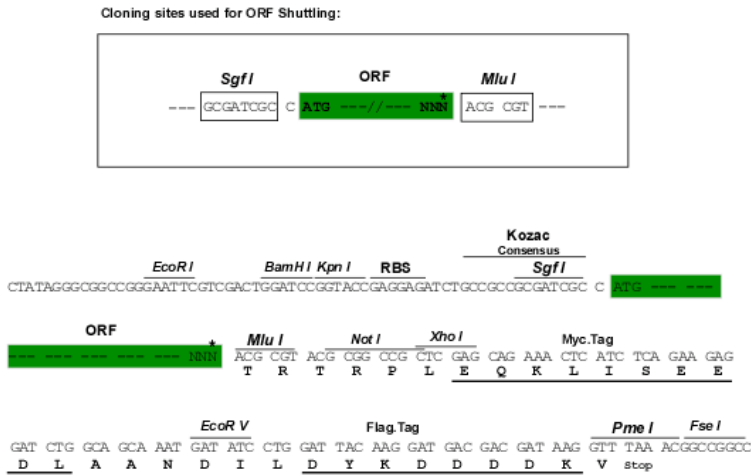 Cloning sites used for ORF Shuttling:
Sgf I ORF Mlu I
--- GCGATCGC C ATG ---//--- NNN* ACG CGT ---
Kozac
Consensus
EcoR I BamH I Kpn I RBS Sgf I
CTATAGGGCGGCCGGGAATTCGTCGACTGGATCCGGTACCGAGGAGATCTGCCGCCGCGATCGC C ATG --- ---
ORF Mlu I Not I Xho I Myc.Tag
--- --- --- --- --- NNN* ACG CGT ACG CGG CCG CTC GAG CAG AAA CTC ATC TCA GAA GAG
T R T R P L E Q K L I S E E
EcoR V Flag.Tag Pme I Fse I
GAT CTG GCA GCA AAT GAT ATC CTG GAT TAC AAG GAT GAC GAC GAT AAG GTT TAA ACGGCCGGCC
D L A A N D I L D Y K D D D D K V Stop